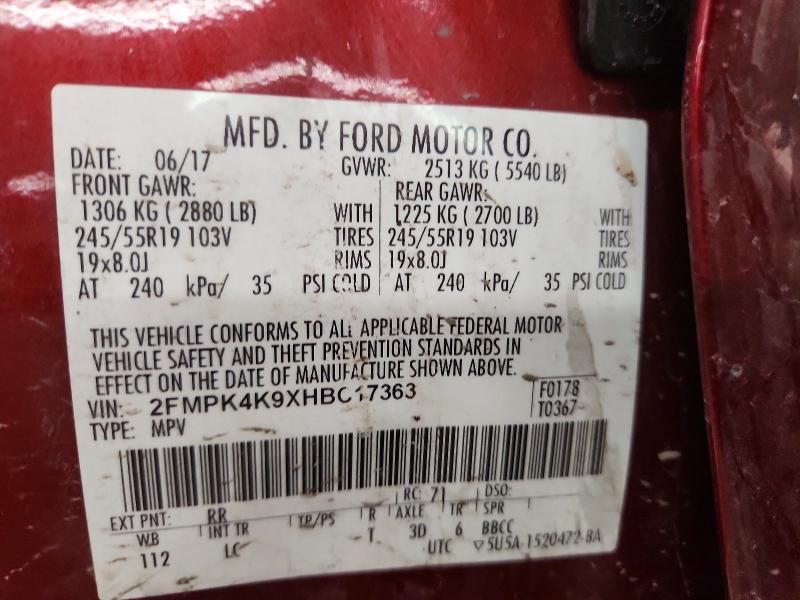 MFD. BY FORD MOTOR CO.
DATE: 06/17 GVWR: 2513 KG ( 5540 LB)
FRONT GAWR: REAR GAWR:
1306 KG ( 2880 LB) WITH 1225 KG ( 2700 LB) WITH
245/55R19 103V TIRES 245/55R19 103V TIRES
19x8.0J RIMS 19x8.0J RIMS
AT 240 kPa/ 35 PSI COLD AT 240 kPa/ 35 PSI COLD
THIS VEHICLE CONFORMS TO ALL APPLICABLE FEDERAL MOTOR
VEHICLE SAFETY AND THEFT PREVENTION STANDARDS IN
EFFECT ON THE DATE OF MANUFACTURE SHOWN ABOVE.
VIN: 2FMPK4K9XHBC17363 F0178
TYPE: MPV T0367
EXT PNT: RR RC: 71 DSO:
WB INT TR TP/PS R AXLE TR SPR
112 LC T 3D 6 BBCC
UTC ▽5U5A-1520472-BA